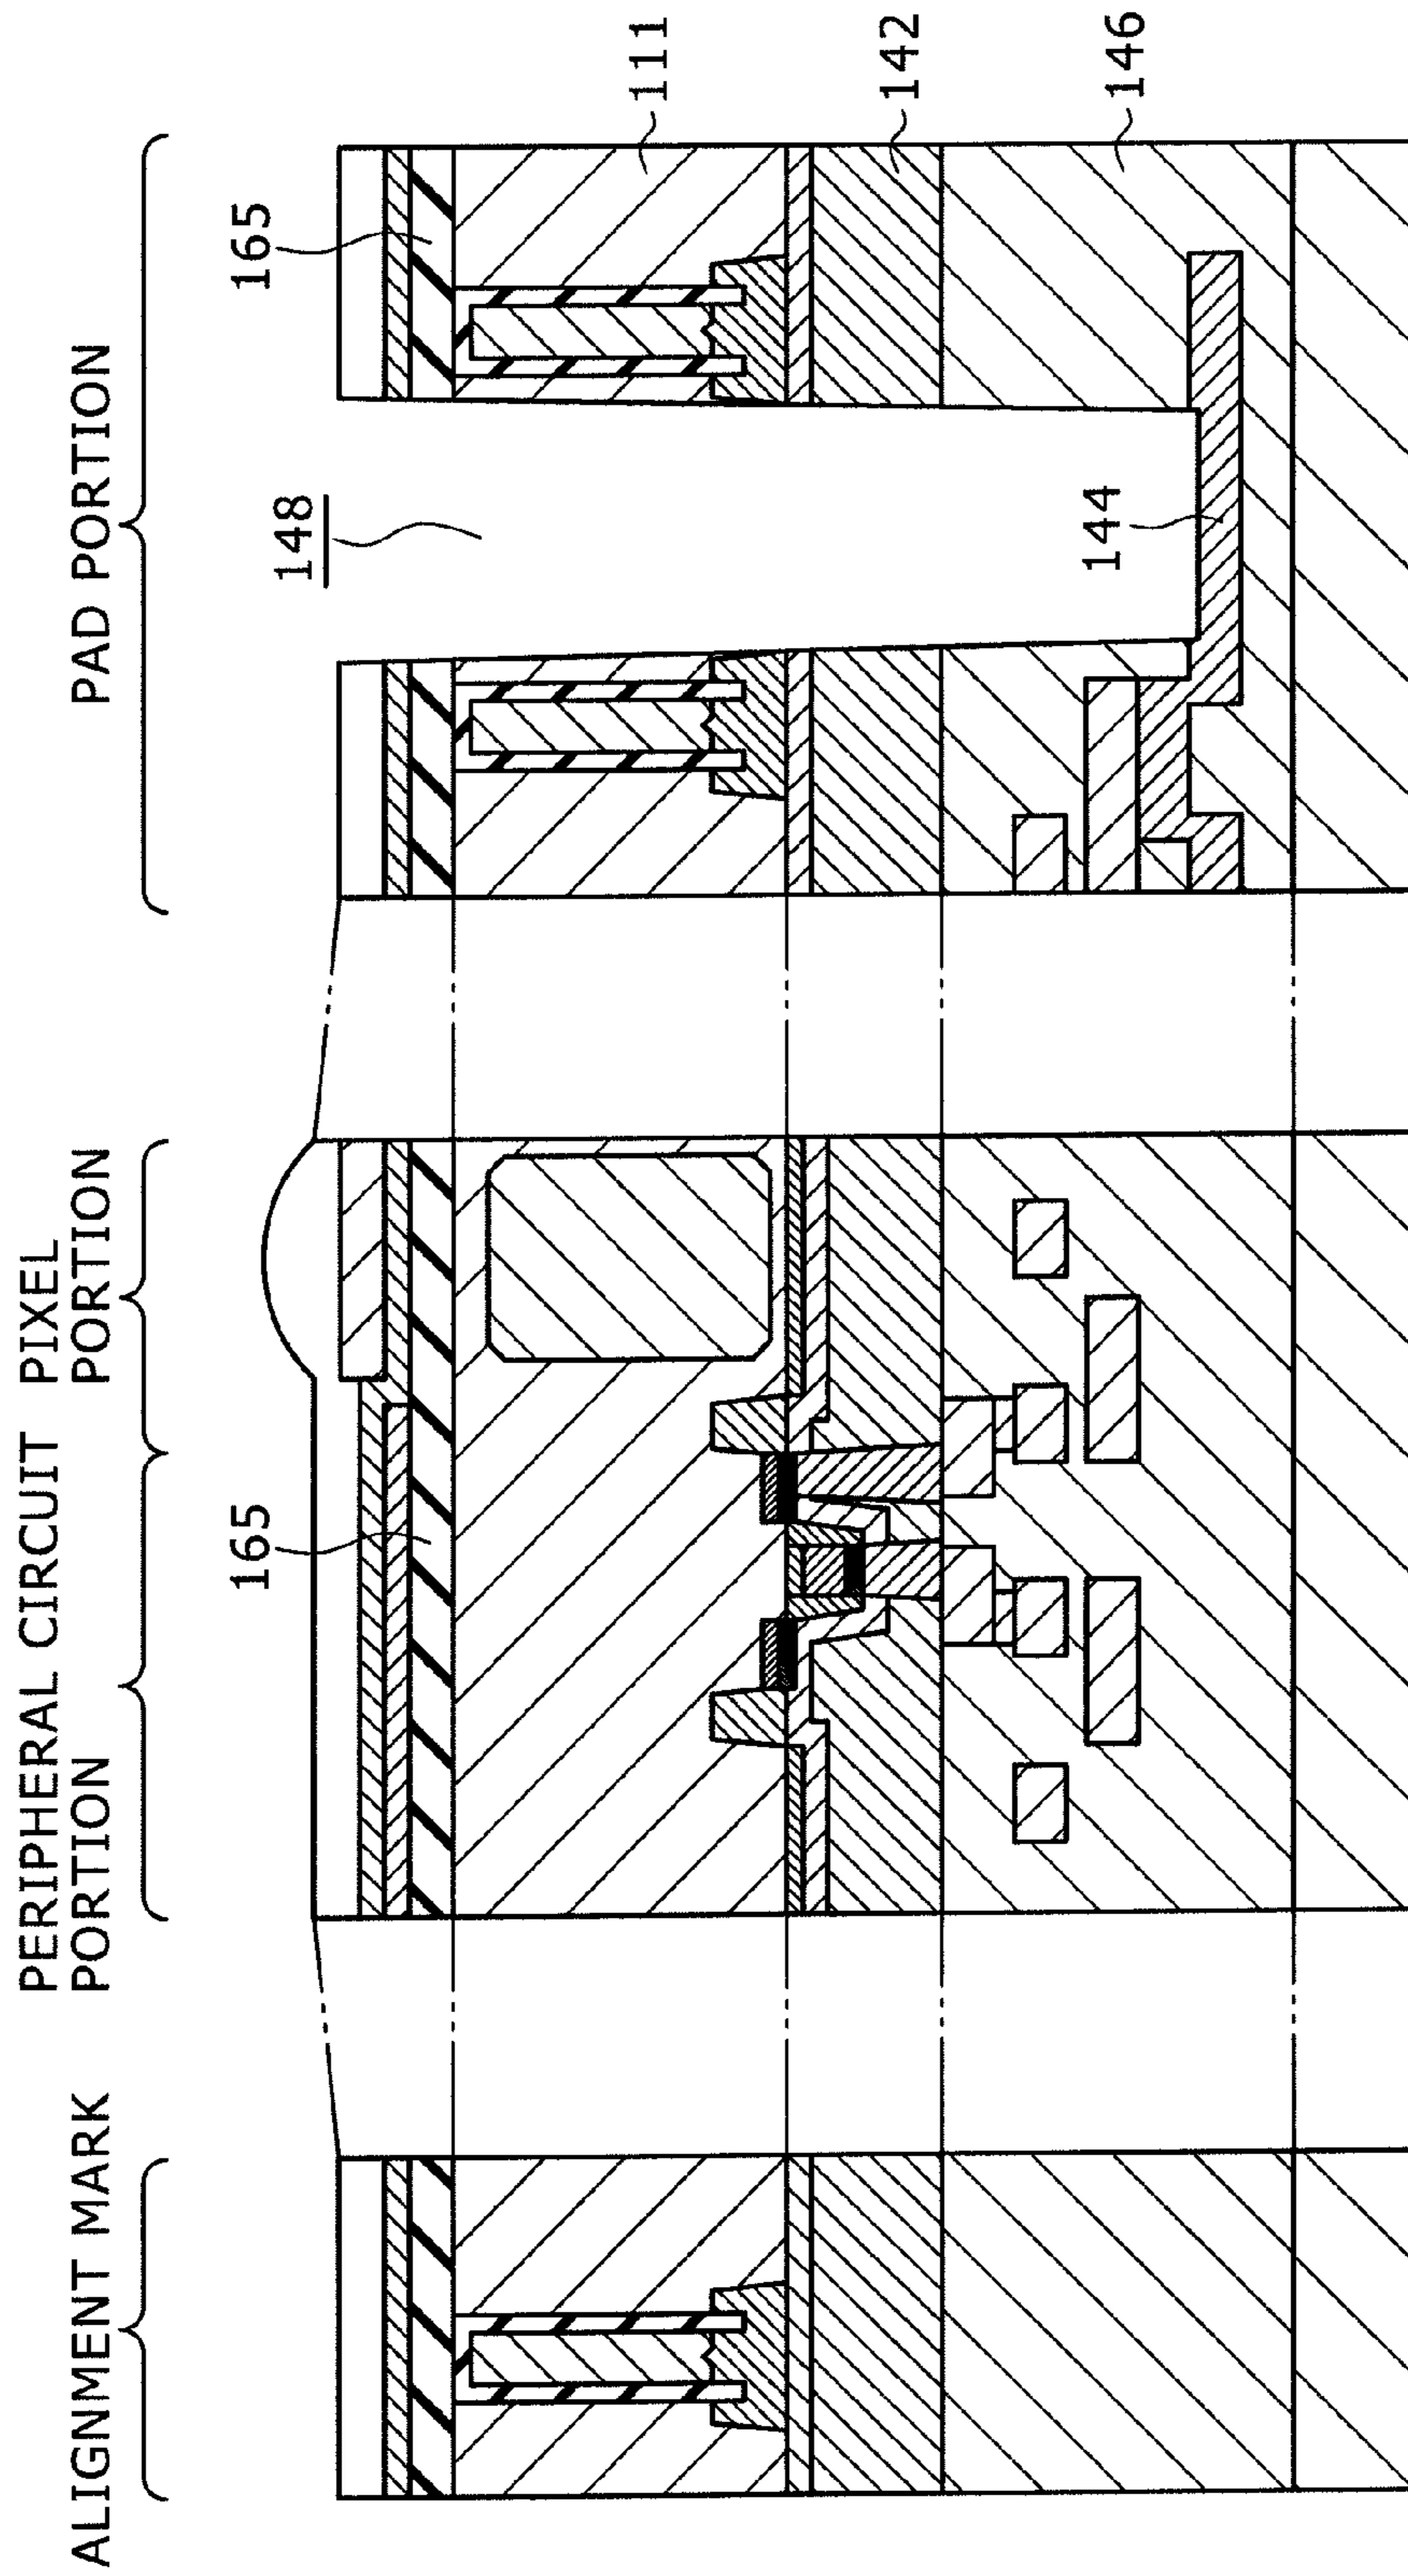 ALIGNMENT MARK
PERIPHERAL CIRCUIT
PORTION
PIXEL
PORTION
PAD PORTION
165
148
165
111
142
144
146